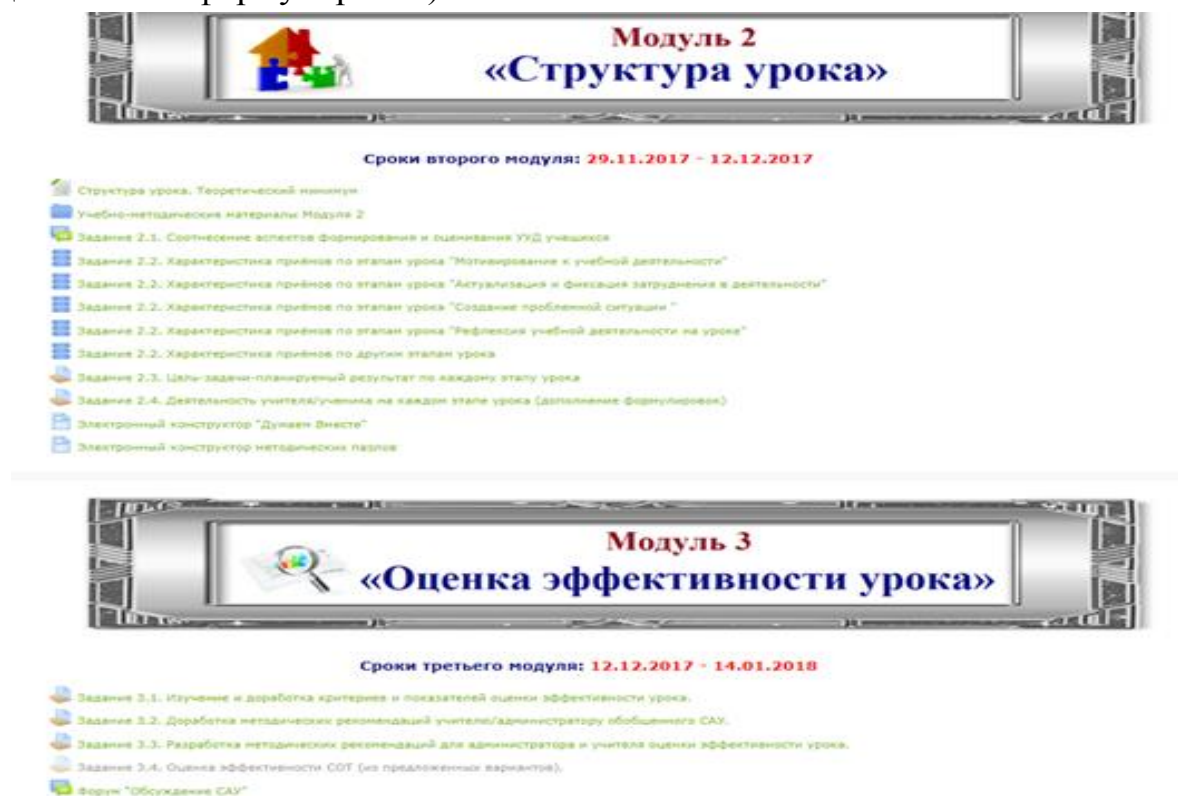 Модуль 2
«Структура урока»
Сроки второго модуля: 29.11.2017 - 12.12.2017
Структура урока. Теоретический минимум
Учебно-методические материалы Модуля 2
Задание 2.1. Соотнесение аспектов формирования и оценивания УУД учащихся
Задание 2.2. Характеристика приёмов по этапам урока "Мотивирование к учебной деятельности"
Задание 2.2. Характеристика приёмов по этапам урока "Актуализация и фиксация затруднения в деятельности"
Задание 2.2. Характеристика приёмов по этапам урока "Создание проблемной ситуации "
Задание 2.2. Характеристика приёмов по этапам урока "Рефлексия учебной деятельности на уроке"
Задание 2.2. Характеристика приёмов по другим этапам урока
Задание 2.3. Цель-задачи-планируемый результат по каждому этапу урока
Задание 2.4. Деятельность учителя/ученика на каждом этапе урока (дополнение формулировок)
Электронный конструктор "Думаем Вместе"
Электронный конструктор методических пазлов
Модуль 3
«Оценка эффективности урока»
Сроки третьего модуля: 12.12.2017 - 14.01.2018
Задание 3.1. Изучение и доработка критериев и показателей оценки эффективности урока.
Задание 3.2. Доработка методических рекомендаций учителю/администратору обобщенного САУ.
Задание 3.3. Разработка методических рекомендаций для администратора и учителя оценки эффективности урока.
Задание 3.4. Оценка эффективности СОТ (из предложенных вариантов).
Форум "Обсуждение САУ"